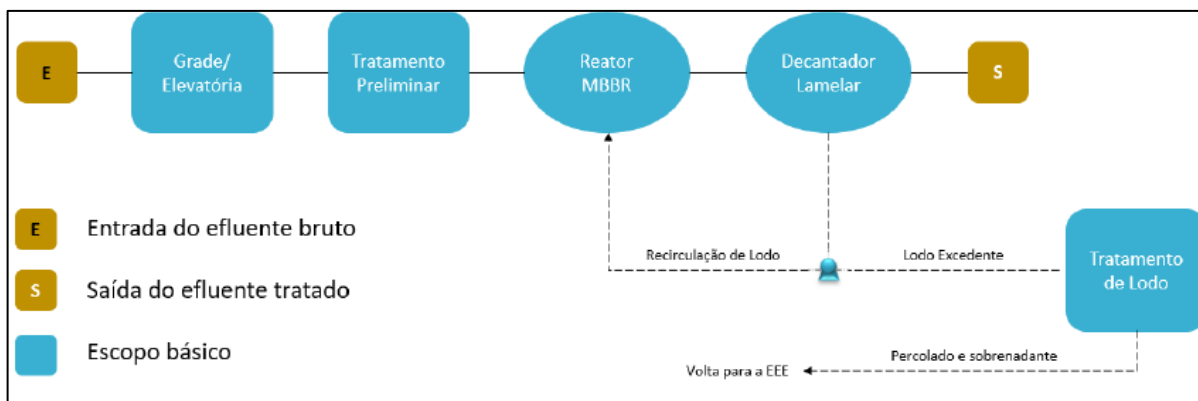 E
Grade/
Elevatória
Tratamento
Preliminar
Reator
MBBR
Decantador
Lamelar
S
E
Entrada do efluente bruto
S
Saída do efluente tratado
Escopo básico
Recirculação de Lodo
Lodo Excedente
Tratamento
de Lodo
Percolado e sobrenadante
Volta para a EEE